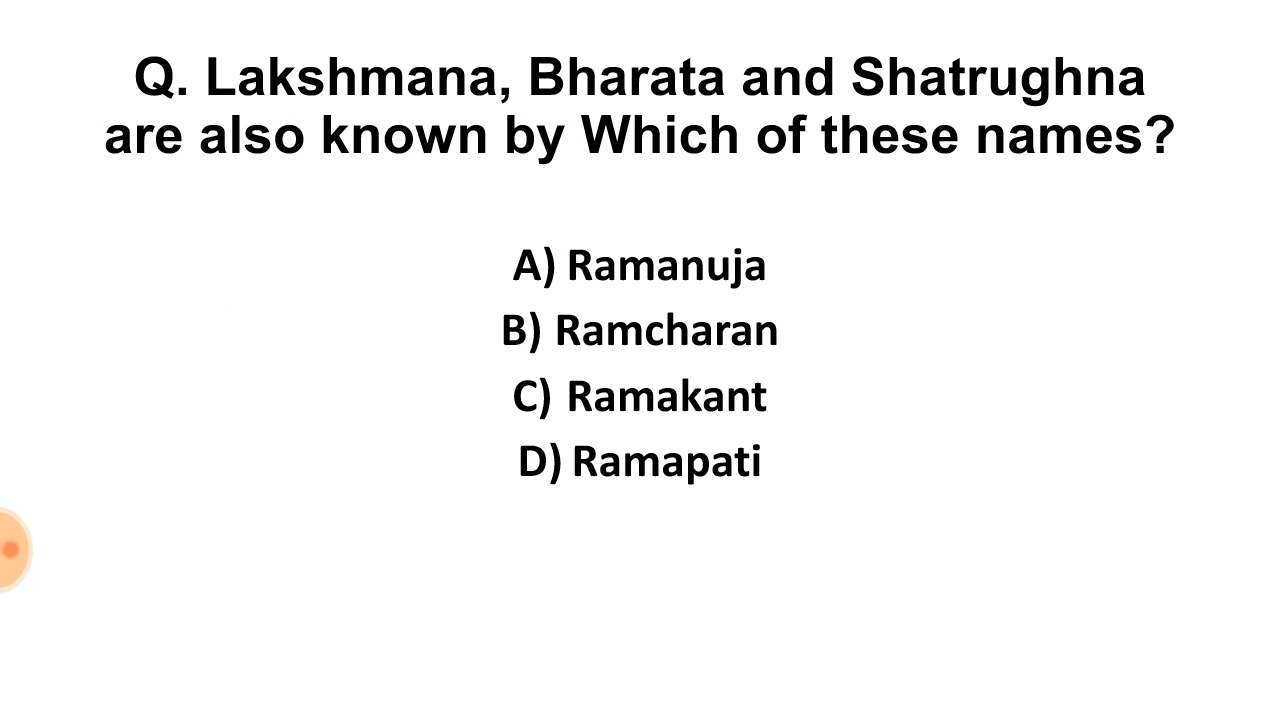 Q. Lakshmana, Bharata and Shatrughna
are also known by Which of these names?
A) Ramanuja
B) Ramcharan
C) Ramakant
D) Ramapati